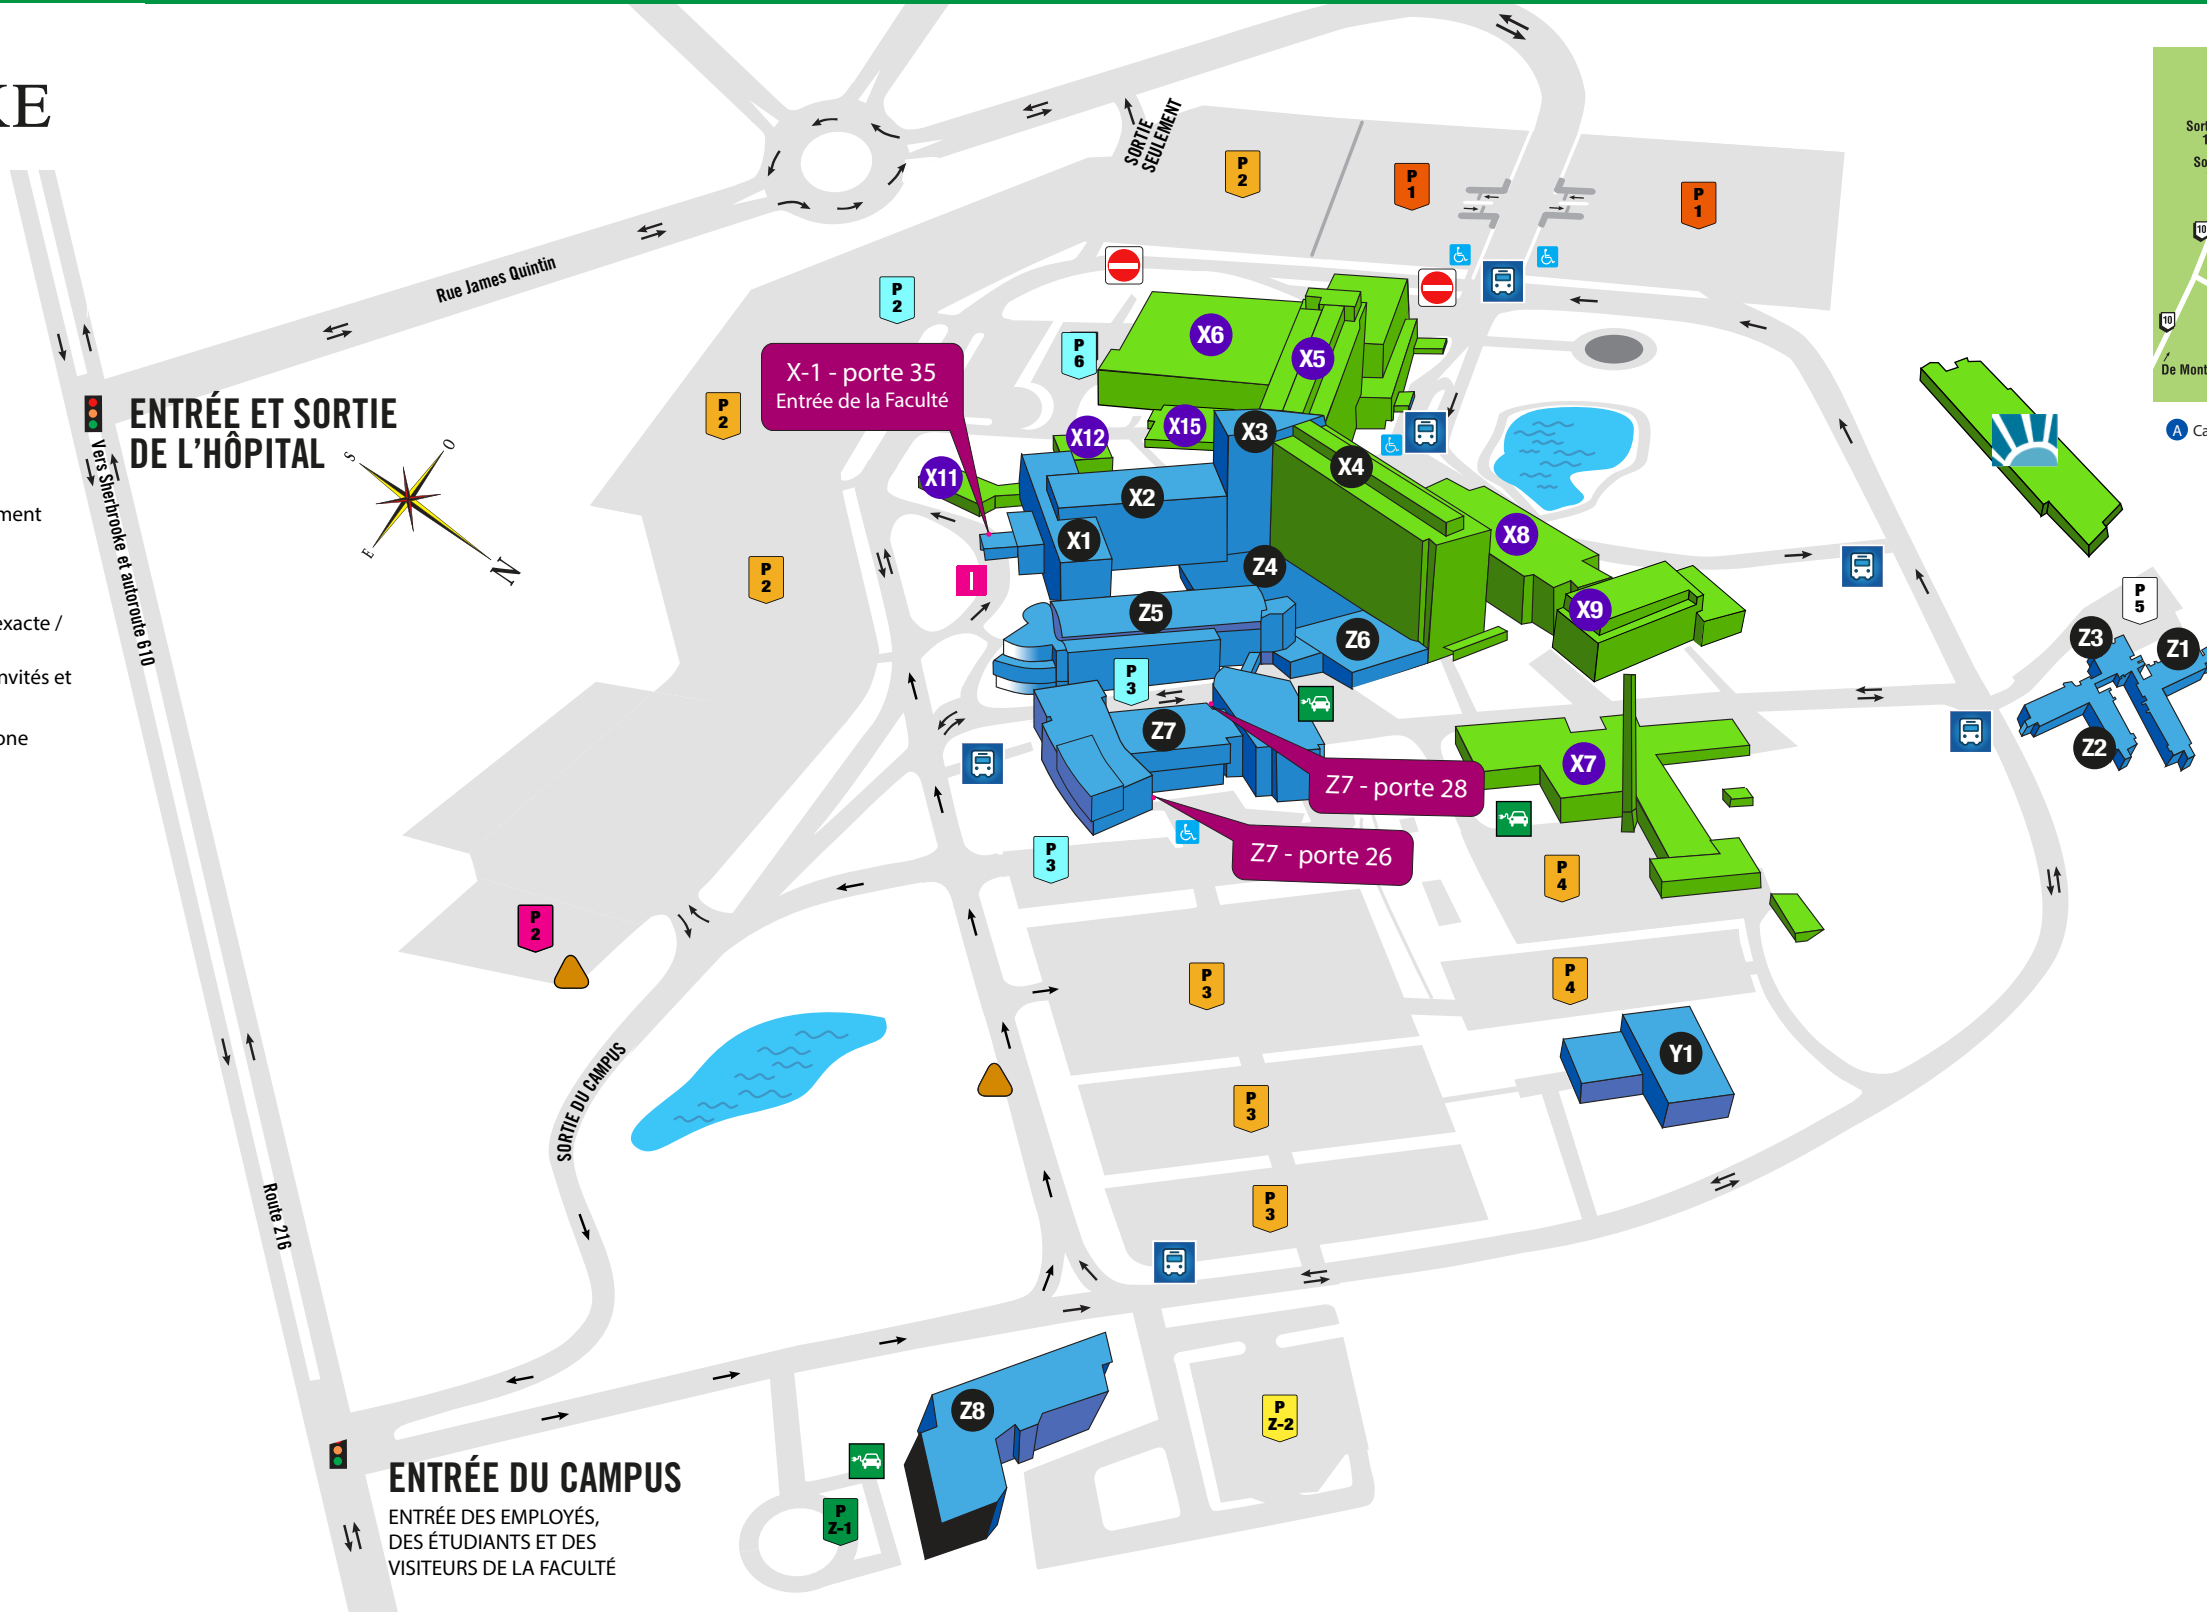 KE
SORTIE
SEULEMENT
P
2
P
1
P
1
Rue James Quintin
P
2
P
6
X6
X5
X-1 - porte 35
Entrée de la Faculté
P
2
ENTRÉE ET SORTIE
DE L'HÔPITAL
Vers Sherbrooke et autoroute 610
S
O
E
N
X12
X15
X3
X4
X11
X2
X1
X8
Z4
X9
P
2
I
Z5
Z6
P
3
Z7
Z7 - porte 28
Z7 - porte 26
X7
P
3
P
4
P
2
P
3
P
4
Y1
P
3
P
3
SORTIE DU CAMPUS
Route 216
Z8
P
Z-2
P
Z-1
ENTRÉE DU CAMPUS
ENTRÉE DES EMPLOYÉS,
DES ÉTUDIANTS ET DES
VISITEURS DE LA FACULTÉ
P
5
Z3
Z1
Z2
10
10
De Mont
A Ca
ment
exacte /
nvités et
one